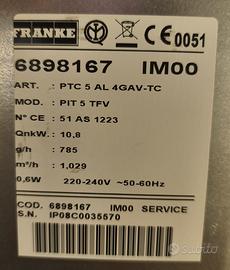 FRANKE CE 0051
6898167 IM00
ART. : PTC 5 AL 4GAV-TC
MOD. : PIT 5 TFV
N° CE : 51 AS 1223
Qnkw. : 10,8
g/h : 785
m³/h : 1,029
0,6W 220-240V ~50-60Hz
COD. 6898167 IM00 SERVICE
S.N. IP08C0035570
subito